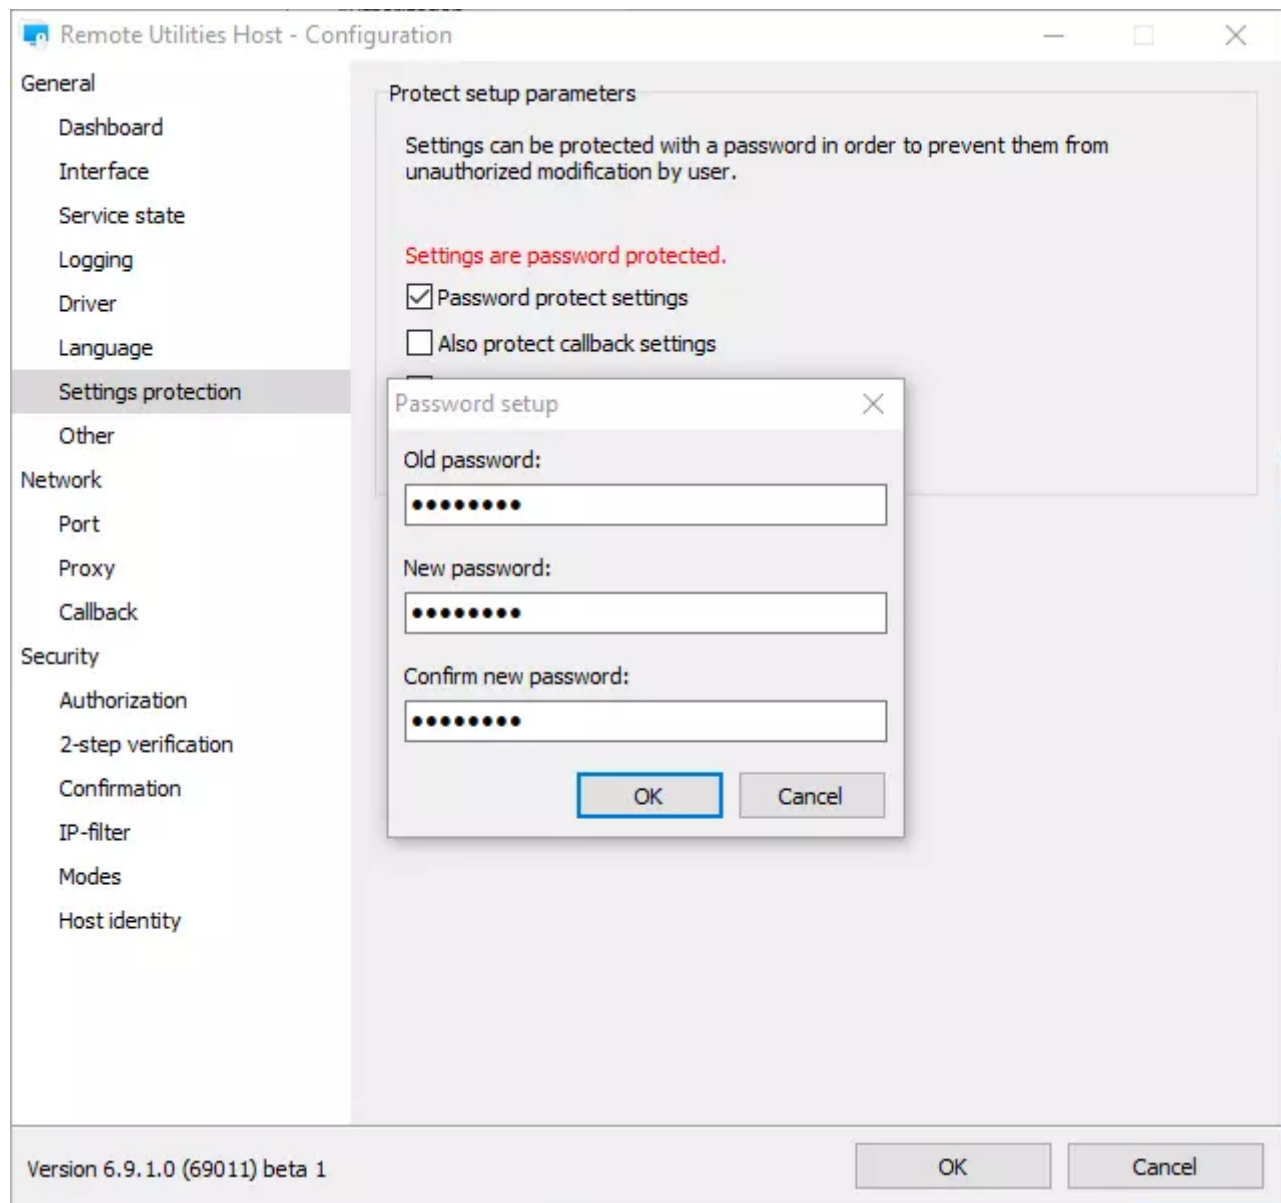 Remote Utilities Host - Configuration
General
Dashboard
Interface
Service state
Logging
Driver
Language
Settings protection
Other
Network
Port
Proxy
Callback
Security
Authorization
2-step verification
Confirmation
IP-filter
Modes
Host identity
Protect setup parameters
Settings can be protected with a password in order to prevent them from
unauthorized modification by user.
Settings are password protected.
Password protect settings
Also protect callback settings
Password setup
Old password:
••••••••
New password:
••••••••
Confirm new password:
••••••••
OK Cancel
Version 6.9.1.0 (69011) beta 1
OK Cancel